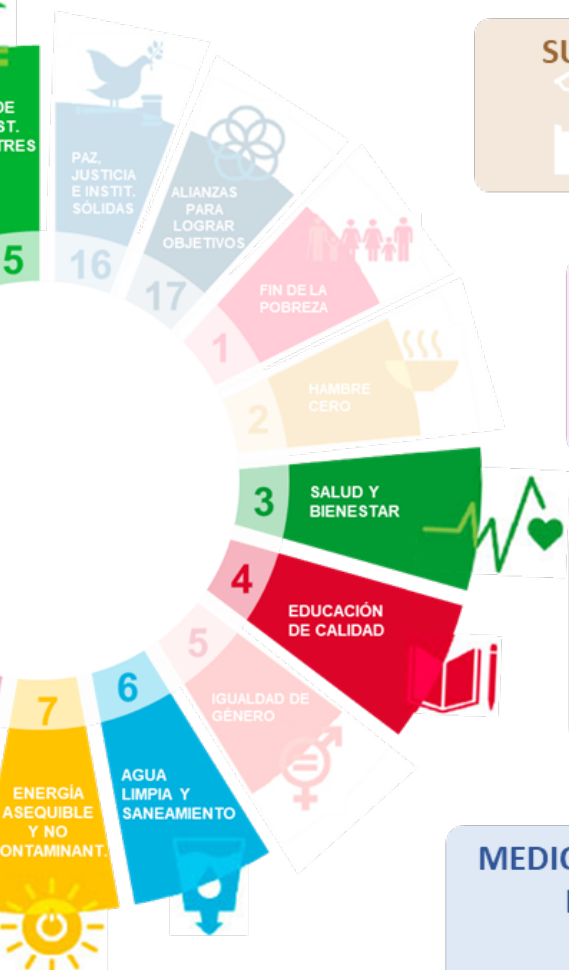 DE
ST.
TRES
5
PAZ,
JUSTICIA
E INSTIT.
SÓLIDAS
16
ALIANZAS
PARA
LOGRAR
OBJETIVOS
17
FIN DE LA
POBREZA
1
HAMBRE
CERO
2
3
SALUD Y
BIENESTAR
4
EDUCACIÓN
DE CALIDAD
5
IGUALDAD DE
GÉNERO
6
AGUA
LIMPIA Y
SANEAMIENTO
7
ENERGÍA
ASEQUIBLE
Y NO
ONTAMINANT.
SU
MEDIO